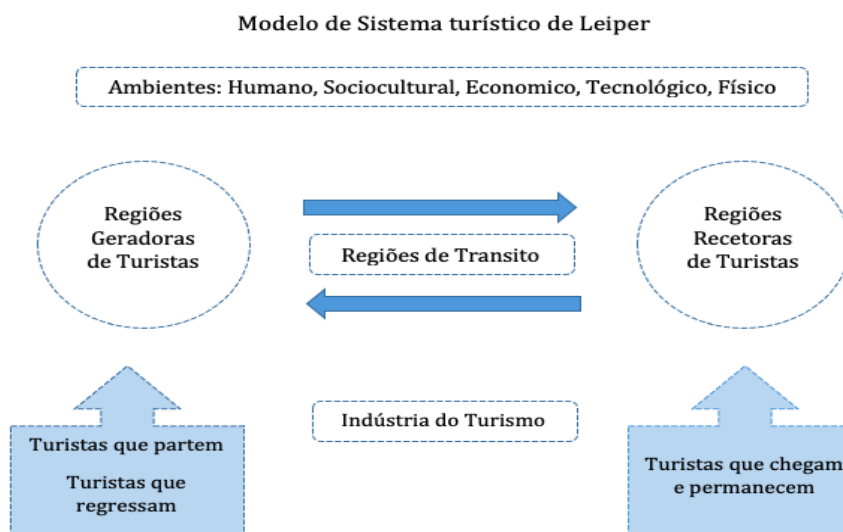 Modelo de Sistema turístico de Leiper
Ambientes: Humano, Sociocultural, Economico, Tecnológico, Físico
Regiões
Geradoras
de Turistas
Regiões de Transito
Regiões
Recetoras
de Turistas
Indústria do Turismo
Turistas que partem
Turistas que
regressam
Turistas que chegam
e permanecem